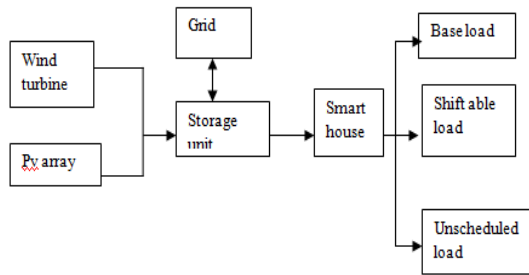 Grid
Base load
Wind
turbine
Storage
unit
Smart
house
Shift able
load
Pv array
Unscheduled
load